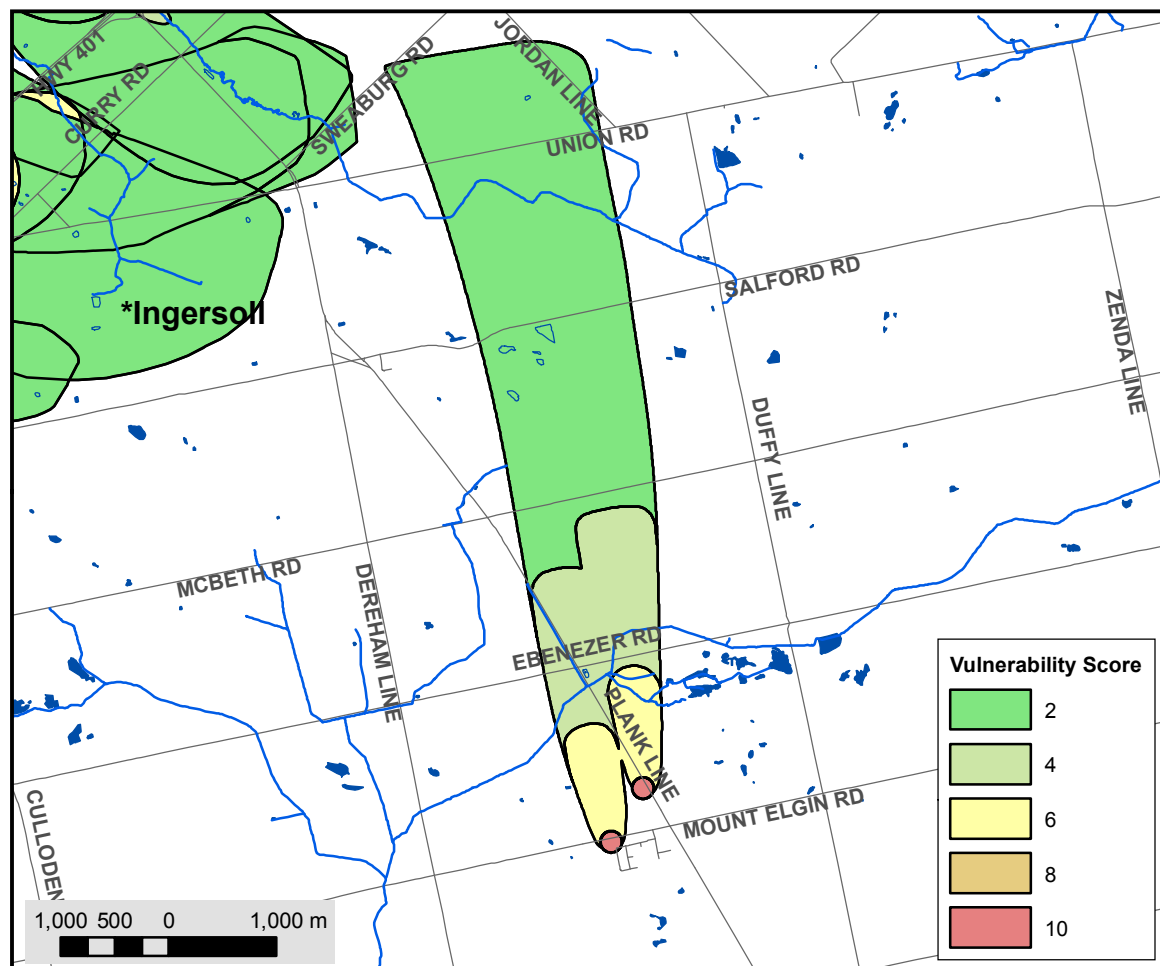 HWY 401
CURRY RD
SWEABURG RD
JORDAN LINE
UNION RD
SALFORD RD
*Ingersoll
ZENDA LINE
DUFFY LINE
MCBETH RD
DEREHAM LINE
EBENEZER RD
PLANK LINE
MOUNT ELGIN RD
CULLODEN
Vulnerability Score
2
4
6
8
10
1,000 500 0 1,000 m